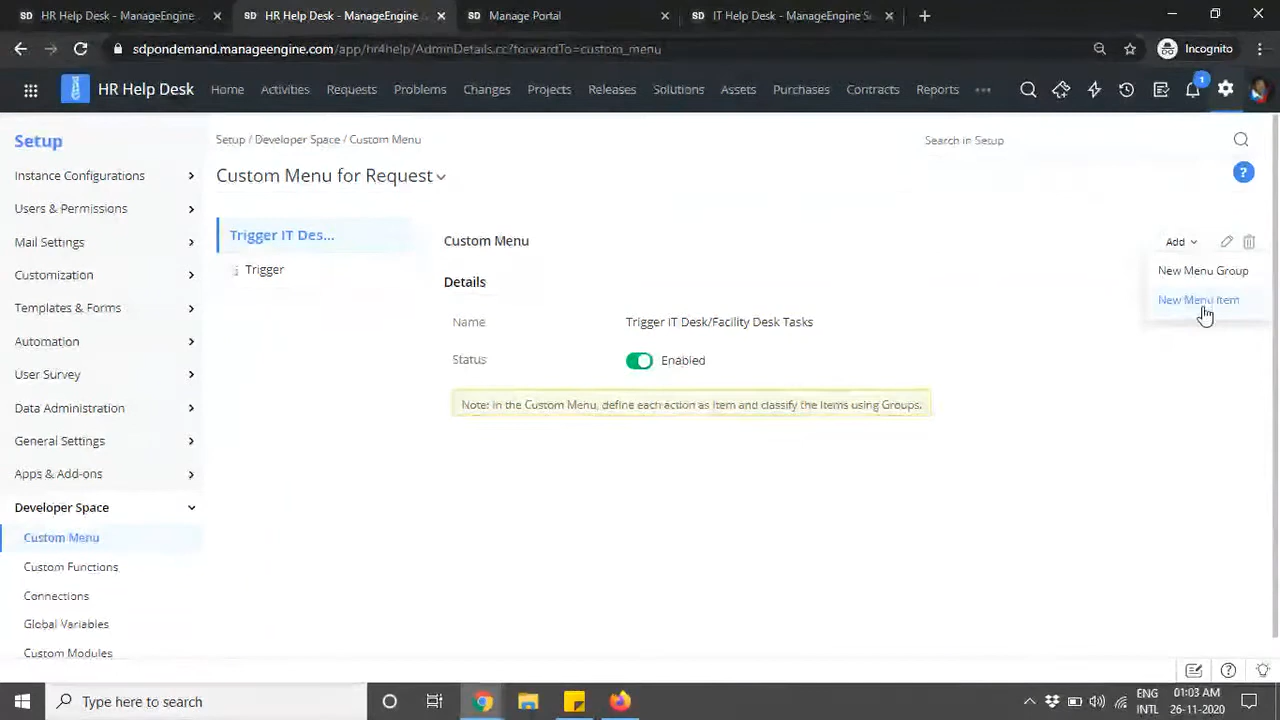 HR Help Desk - ManageEngine
HR Help Desk - ManageEngine
Manage Portal
IT Help Desk - ManageEngine Se
sdpondemand.manageengine.com/app/hr4help/AdminDetails.cc?forwardTo=custom_menu
Incognito
HR Help Desk Home Activities Requests Problems Changes Projects Releases Solutions Assets Purchases Contracts Reports
1
Setup
Setup / Developer Space / Custom Menu
Search in Setup
Instance Configurations
Custom Menu for Request
?
Users & Permissions
Mail Settings
Trigger IT Des...
Custom Menu
Add
Customization
Trigger
New Menu Group
Templates & Forms
Details
New Menu Item
Automation
Name Trigger IT Desk/Facility Desk Tasks
User Survey
Status Enabled
Data Administration
Note: In the Custom Menu, define each action as Item and classify the Items using Groups.
General Settings
Apps & Add-ons
Developer Space
Custom Menu
Custom Functions
Connections
Global Variables
Custom Modules
Type here to search
ENG
INTL
01:03 AM
26-11-2020